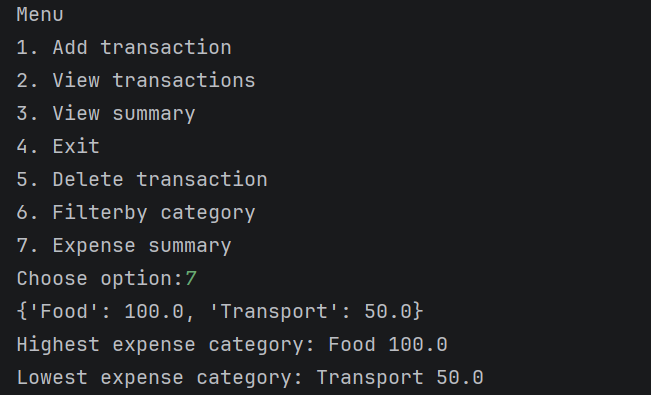 Menu
1. Add transaction
2. View transactions
3. View summary
4. Exit
5. Delete transaction
6. Filterby category
7. Expense summary
Choose option:7
{'Food': 100.0, 'Transport': 50.0}
Highest expense category: Food 100.0
Lowest expense category: Transport 50.0